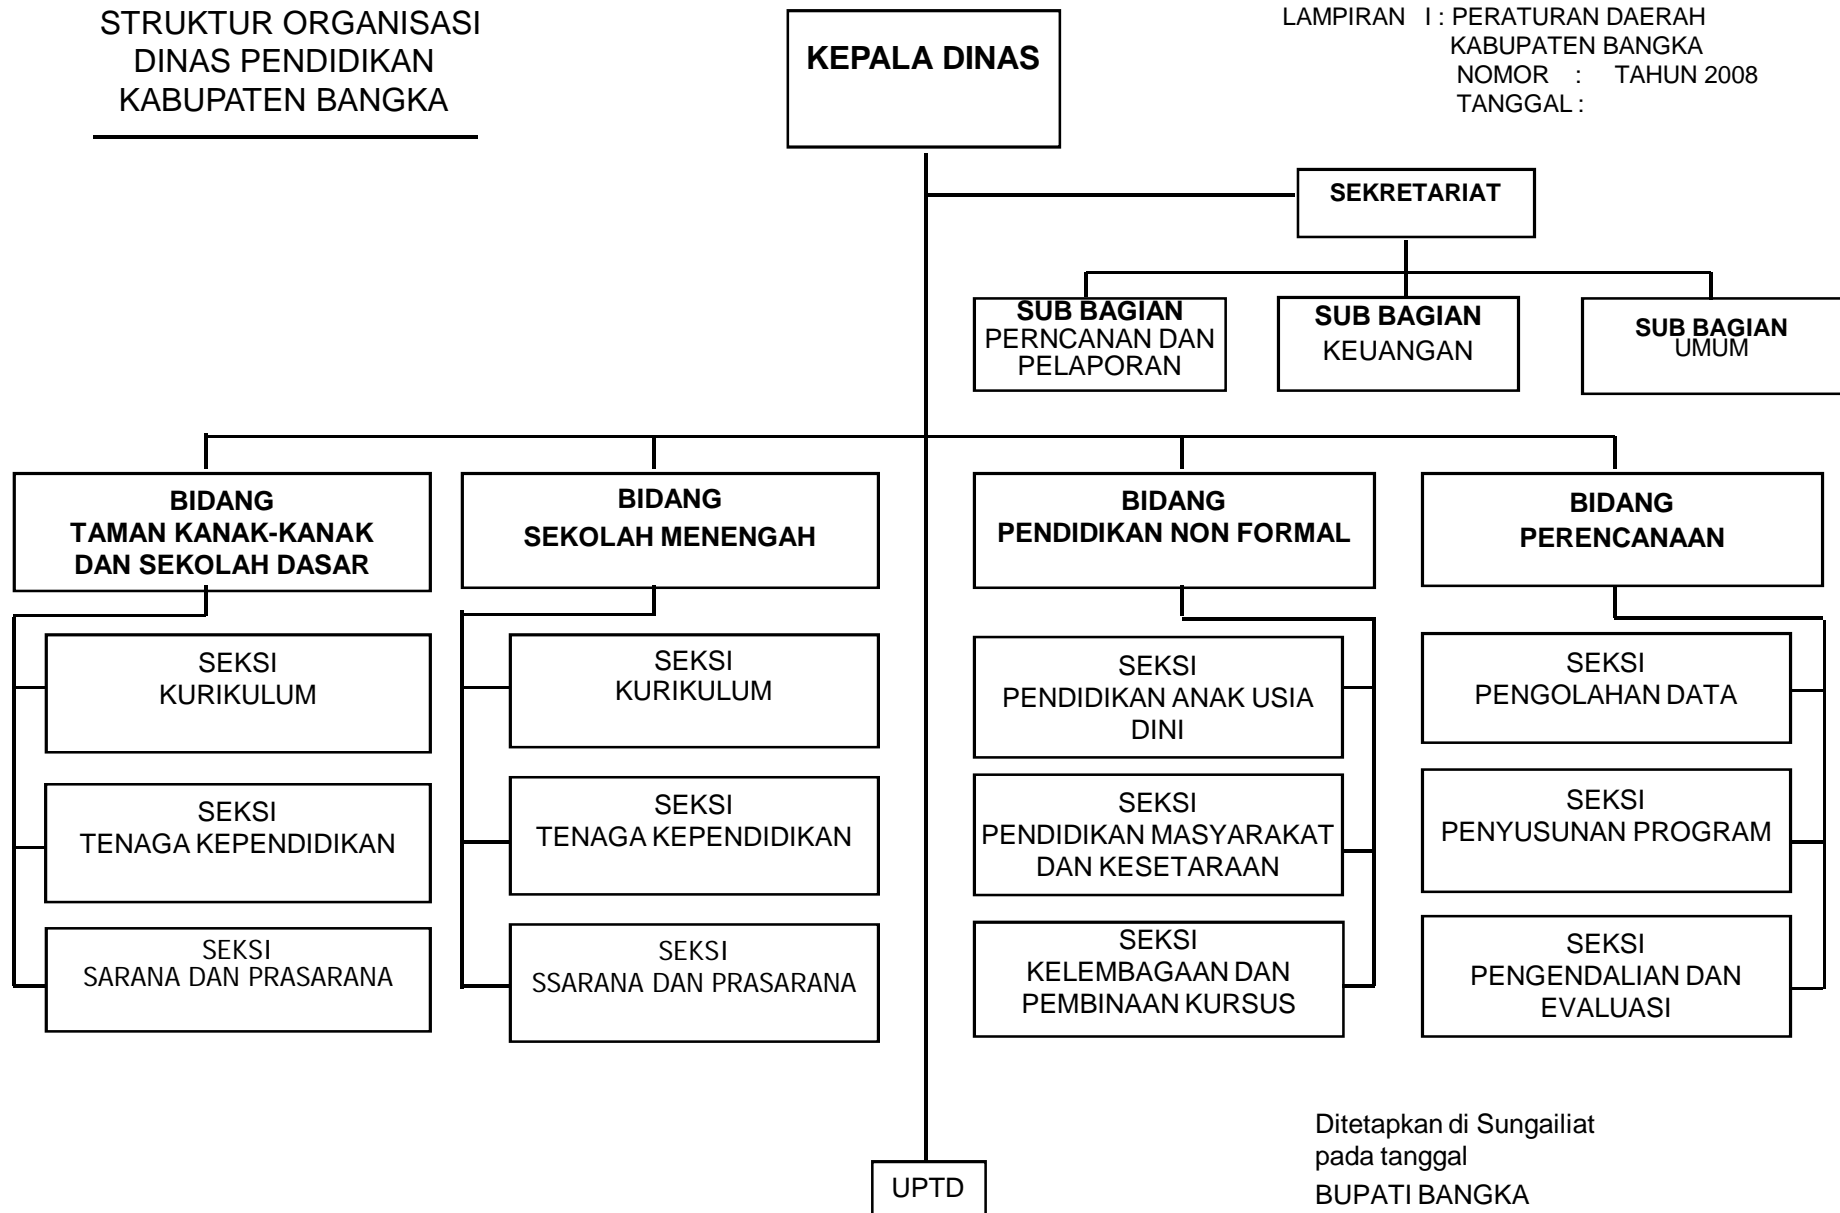 STRUKTUR ORGANISASI
DINAS PENDIDIKAN
KABUPATEN BANGKA
KEPALA DINAS
LAMPIRAN I : PERATURAN DAERAH
KABUPATEN BANGKA
NOMOR : TAHUN 2008
TANGGAL :
SEKRETARIAT
SUB BAGIAN
PERNCANAN DAN
PELAPORAN
SUB BAGIAN
KEUANGAN
SUB BAGIAN
UMUM
BIDANG
TAMAN KANAK-KANAK
DAN SEKOLAH DASAR
BIDANG
SEKOLAH MENENGAH
BIDANG
PENDIDIKAN NON FORMAL
BIDANG
PERENCANAAN
SEKSI
KURIKULUM
SEKSI
KURIKULUM
SEKSI
PENDIDIKAN ANAK USIA
DINI
SEKSI
PENGOLAHAN DATA
SEKSI
TENAGA KEPENDIDIKAN
SEKSI
TENAGA KEPENDIDIKAN
SEKSI
PENDIDIKAN MASYARAKAT
DAN KESETARAAN
SEKSI
PENYUSUNAN PROGRAM
SEKSI
SARANA DAN PRASARANA
SEKSI
SSARANA DAN PRASARANA
SEKSI
KELEMBAGAAN DAN
PEMBINAAN KURSUS
SEKSI
PENGENDALIAN DAN
EVALUASI
UPTD
Ditetapkan di Sungailiat
pada tanggal
BUPATI BANGKA